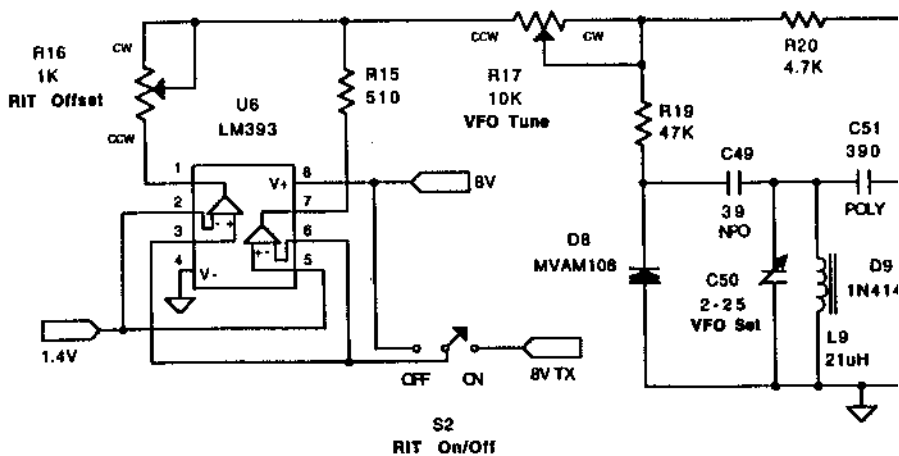 R16
1K
RIT Offset
CW
CCW
U6
LM393
R15
510
CCW
CW
R17
10K
VFO Tune
R20
4.7K
R19
47K
C49
39
NPO
C51
390
POLY
1
2
3
4
V+
V-
8
7
6
5
- +
+ -
8V
1.4V
OFF
ON
8V TX
S2
RIT On/Off
D8
MVAM108
C50
2-25
VFO Set
D9
1N414
L9
21uH